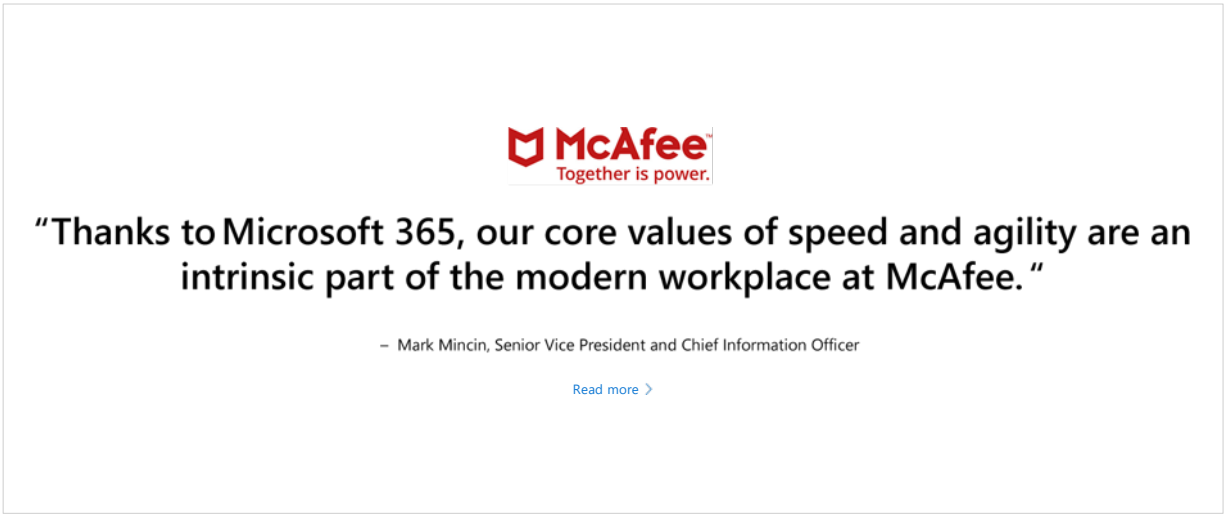 McAfee™
Together is power.
“Thanks to Microsoft 365, our core values of speed and agility are an
intrinsic part of the modern workplace at McAfee. “
– Mark Mincin, Senior Vice President and Chief Information Officer
Read more >